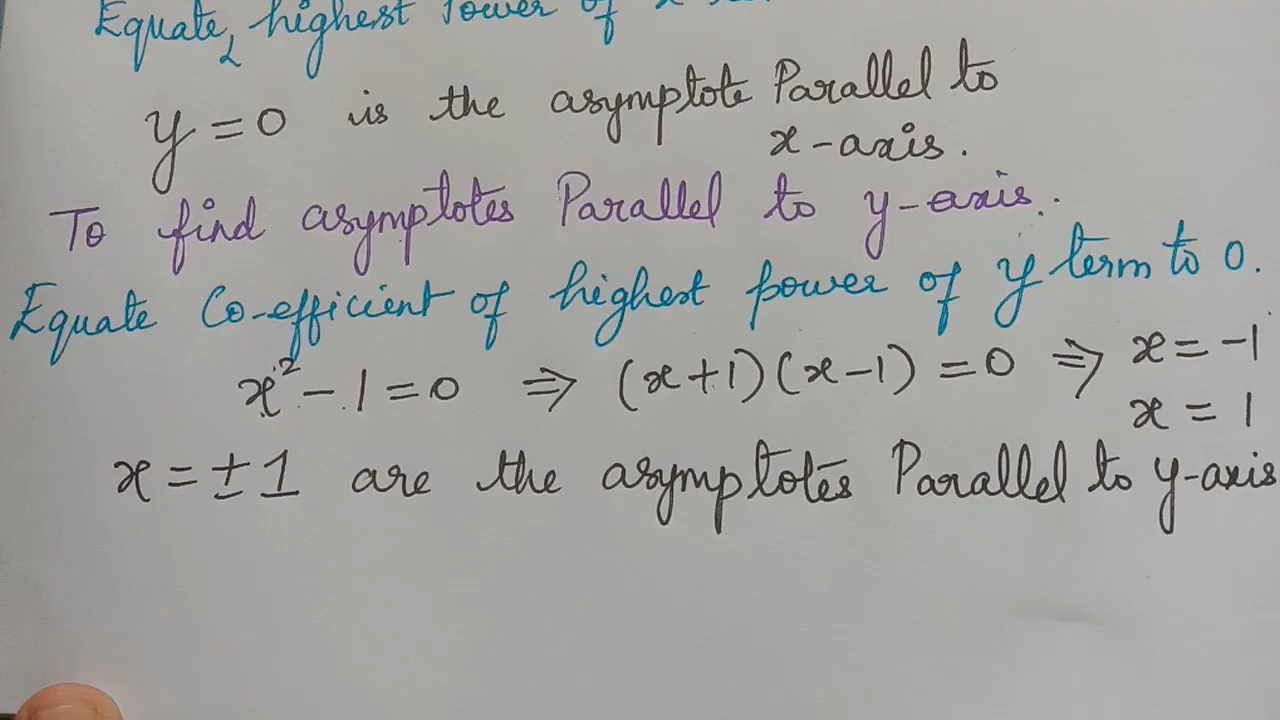 Equate highest Power of x
y = 0 is the asymptote Parallel to
x-axis.
To find asymptotes Parallel to y-axis.
Equate Co-efficient of highest power of y term to 0.
x² - 1 = 0 ⇒ (x+1)(x-1) = 0 ⇒ x = -1
x = 1
x = ± 1 are the asymptotes Parallel to y-axis